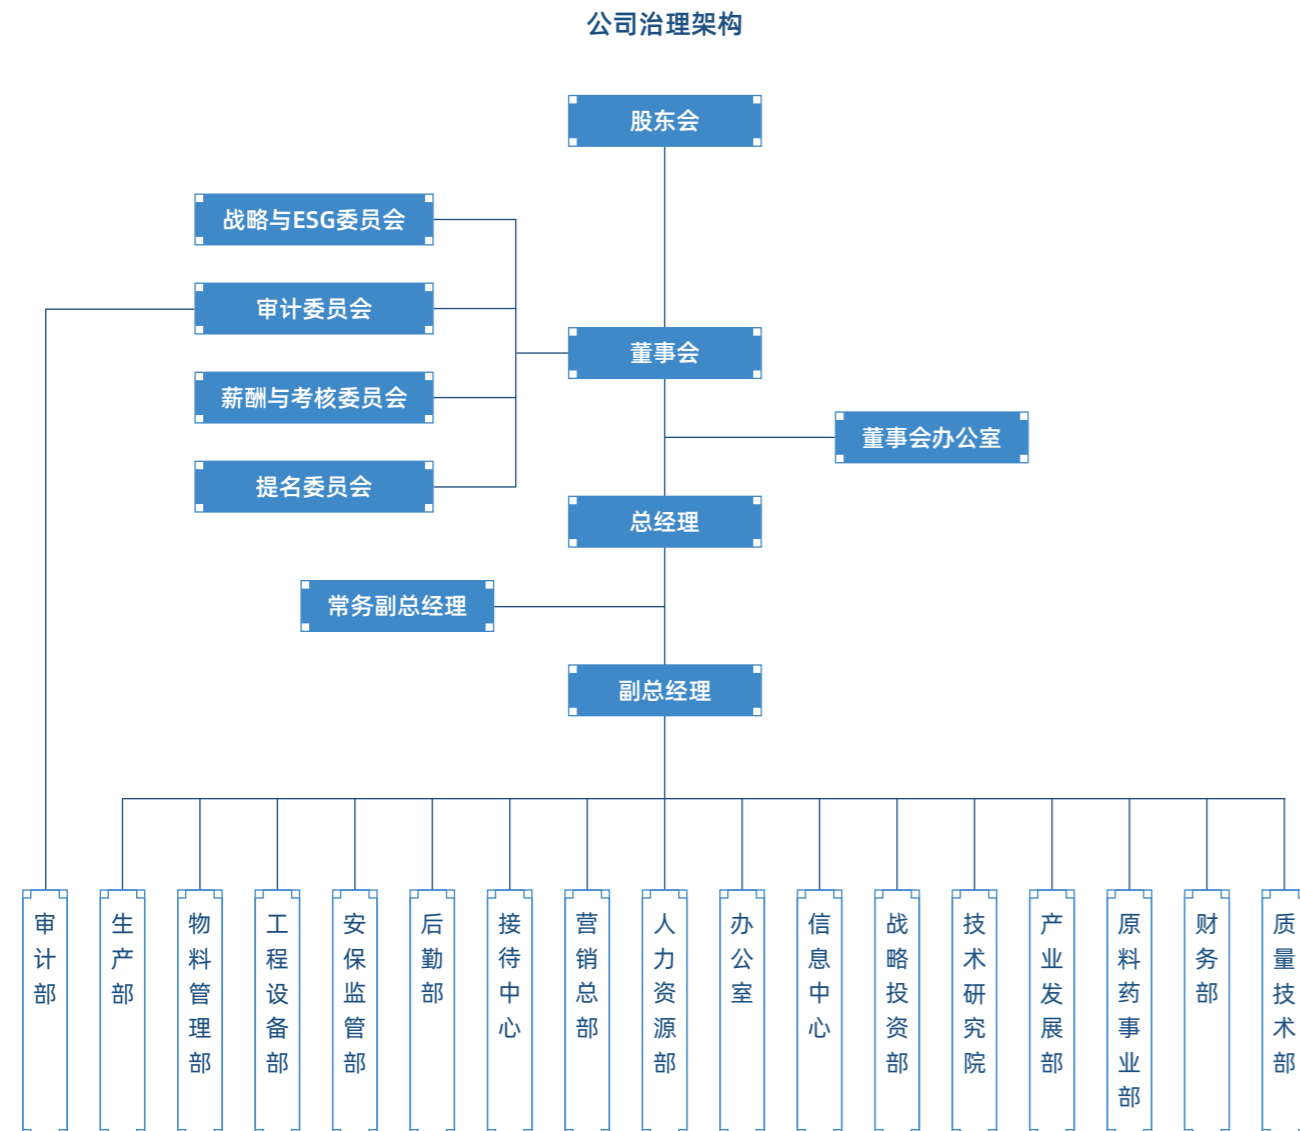 公司治理架构
股东会
战略与ESG委员会
审计委员会
董事会
薪酬与考核委员会
董事会办公室
提名委员会
总经理
常务副总经理
副总经理
审计部
生产部
物料管理部
工程设备部
安保监管部
后勤部
接待中心
营销总部
人力资源部
办公室
信息中心
战略投资部
技术研究院
产业发展部
原料药事业部
财务部
质量技术部